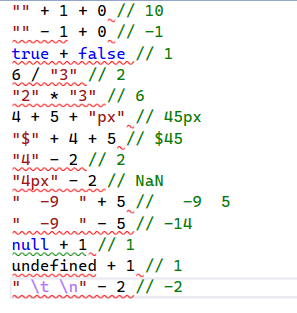 "" + 1 + 0 // 10
"" - 1 + 0 // -1
true + false // 1
6 / "3" // 2
"2" * "3" // 6
4 + 5 + "px" // 45px
"$" + 4 + 5 // $45
"4" - 2 // 2
"4px" - 2 // NaN
"  -9  " + 5 //   -9  5
"  -9  " - 5 // -14
null + 1 // 1
undefined + 1 // 1
" \t \n" - 2 // -2